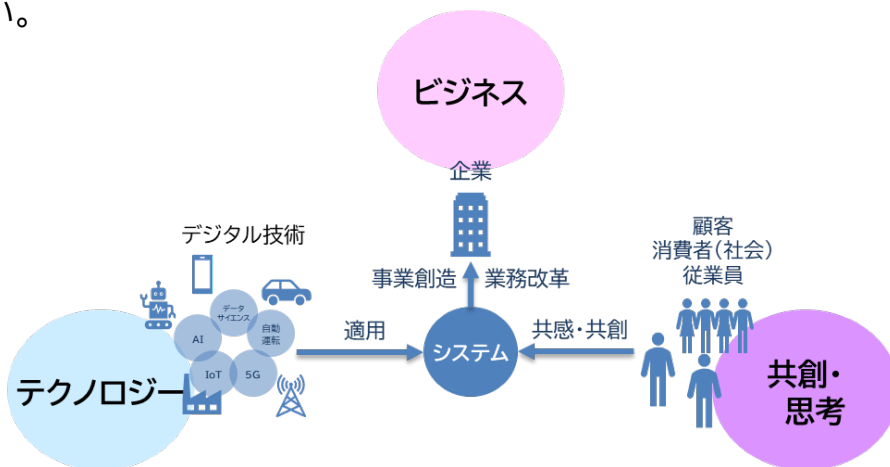 い。
ビジネス
企業
デジタル技術
顧客
消費者(社会)
従業員
事業創造
業務改革
データ
サイエンス
AI
自動
運転
適用
システム
共感・共創
IoT
5G
テクノロジー
共創・
思考